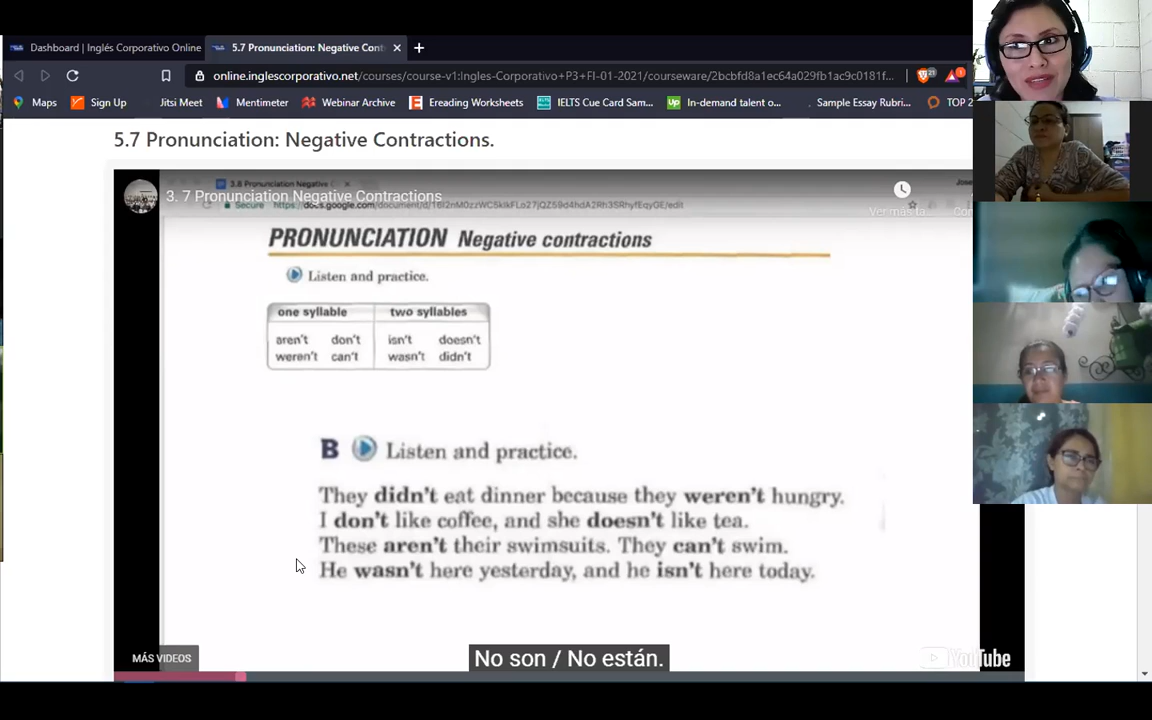 Dashboard | Inglés Corporativo Online
5.7 Pronunciation: Negative Cont
online.inglescorporativo.net/courses/course-v1:Ingles-Corporativo+P3+FI-01-2021/courseware/2bcbfd8a1ec64a029fb1ac9c0181f...
Maps Sign Up Jitsi Meet Mentimeter Webinar Archive Ereading Worksheets IELTS Cue Card Sam... In-demand talent o... Sample Essay Rubri... TOP 2
5.7 Pronunciation: Negative Contractions.
3. 7 Pronunciation Negative Contractions
Secure
PRONUNCIATION Negative contractions
Listen and practice.
one syllable two syllables
aren't don't isn't doesn't
weren't can't wasn't didn't
B Listen and practice.
They didn't eat dinner because they weren't hungry.
I don't like coffee, and she doesn't like tea.
These aren't their swimsuits. They can't swim.
He wasn't here yesterday, and he isn't here today.
No son / No están.
MÁS VIDEOS
YouTube